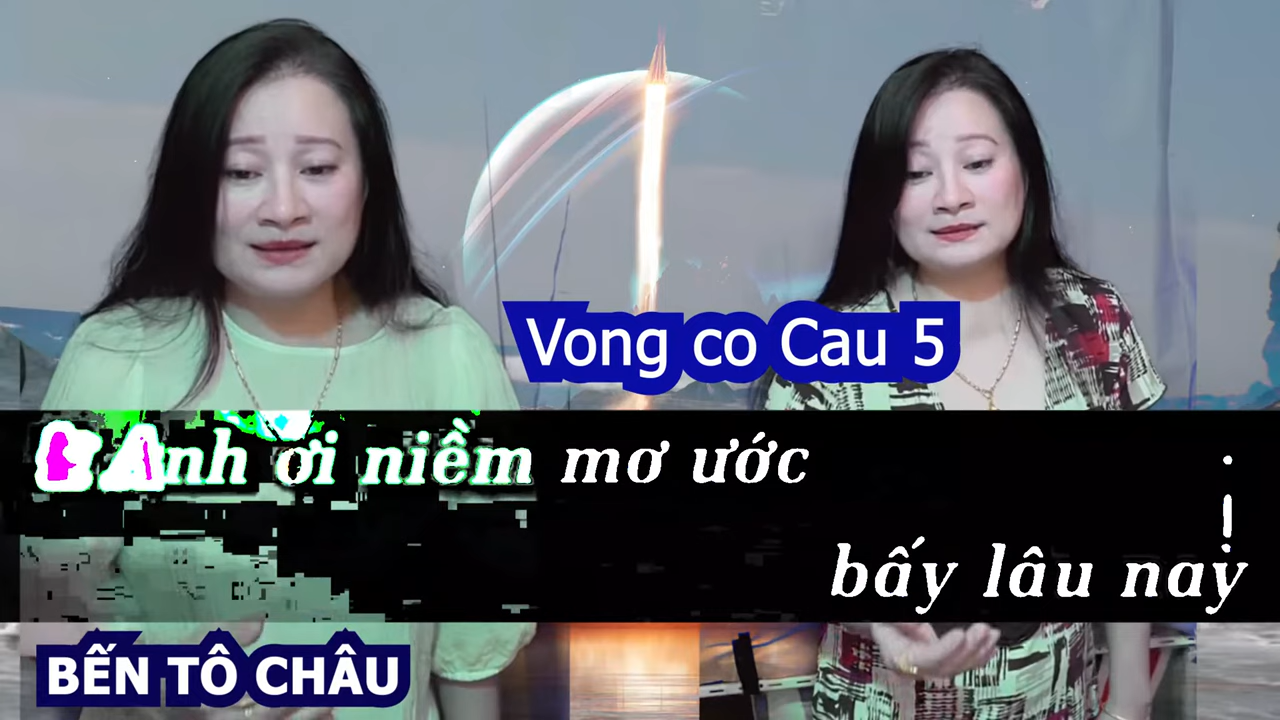 Vong co Cau 5
Anh ơi niềm mơ ước
bấy lâu nay
BẾN TÔ CHÂU